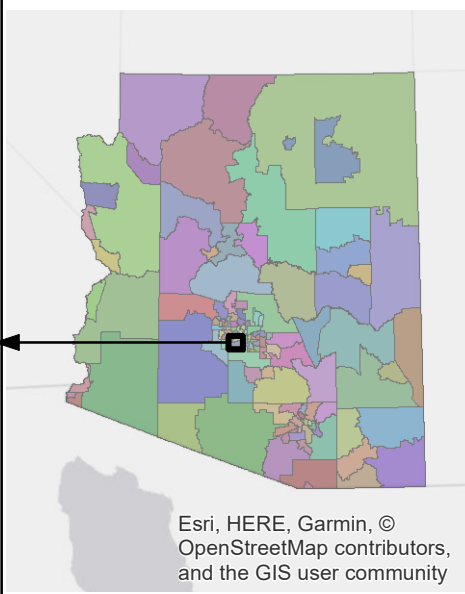 Esri, HERE, Garmin, ©
OpenStreetMap contributors,
and the GIS user community